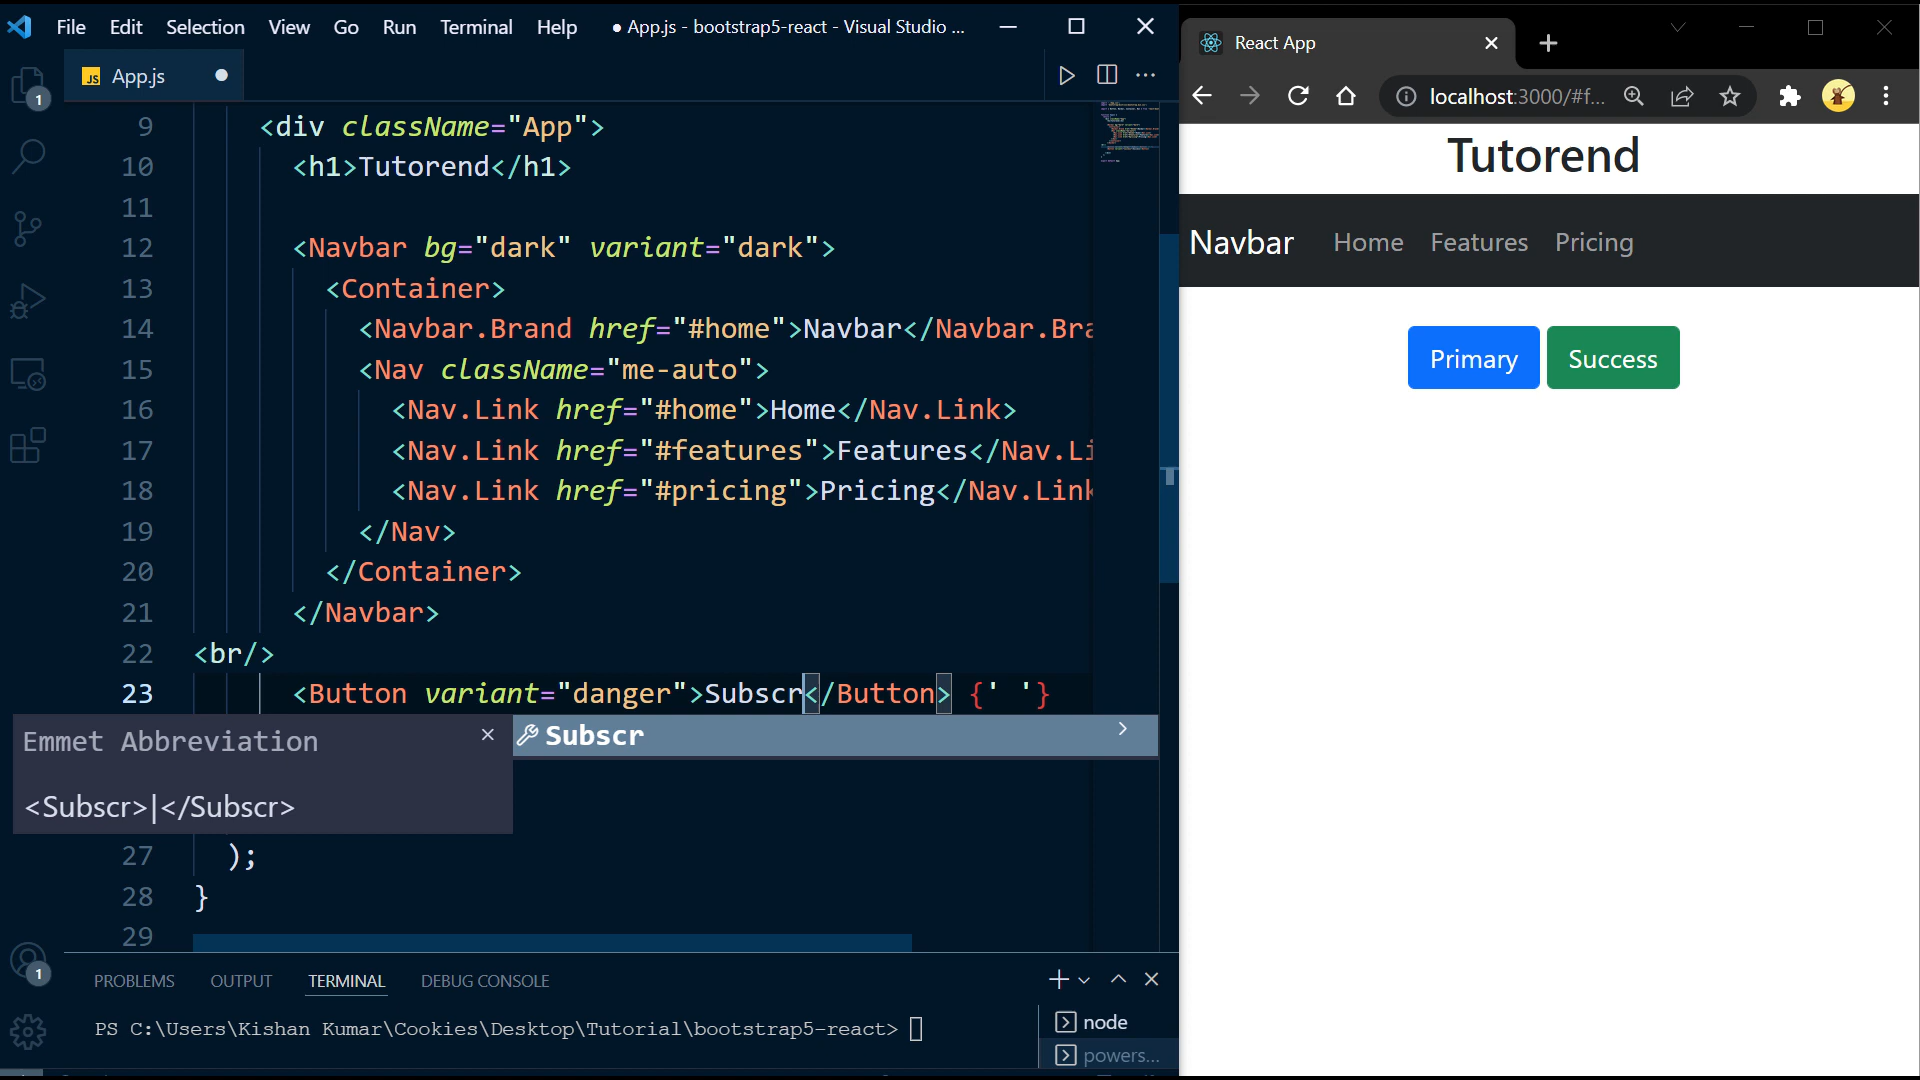 File Edit Selection View Go Run Terminal Help ● App.js - bootstrap5-react - Visual Studio ...
JS App.js
9 <div className="App">
10 <h1>Tutorend</h1>
11
12 <Navbar bg="dark" variant="dark">
13 <Container>
14 <Navbar.Brand href="#home">Navbar</Navbar.Bra
15 <Nav className="me-auto">
16 <Nav.Link href="#home">Home</Nav.Link>
17 <Nav.Link href="#features">Features</Nav.Li
18 <Nav.Link href="#pricing">Pricing</Nav.Link
19 </Nav>
20 </Container>
21 </Navbar>
22 <br/>
23 <Button variant="danger">Subscr</Button> {' '}
Emmet Abbreviation
<Subscr>|</Subscr>
Subscr
27 );
28 }
29
1
1
PROBLEMS OUTPUT TERMINAL DEBUG CONSOLE
PS C:\Users\Kishan Kumar\Cookies\Desktop\Tutorial\bootstrap5-react>
node
powers...
React App
localhost:3000/#f...
Tutorend
Navbar Home Features Pricing
Primary Success